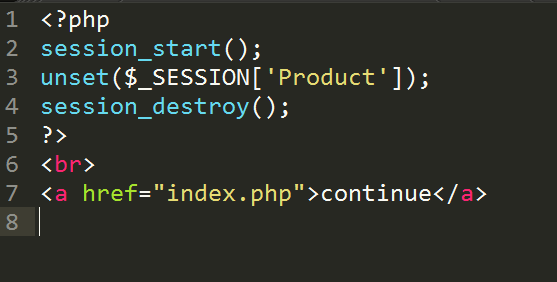 1 <?php
2 session_start();
3 unset($_SESSION['Product']);
4 session_destroy();
5 ?>
6 <br>
7 <a href="index.php">continue</a>
8